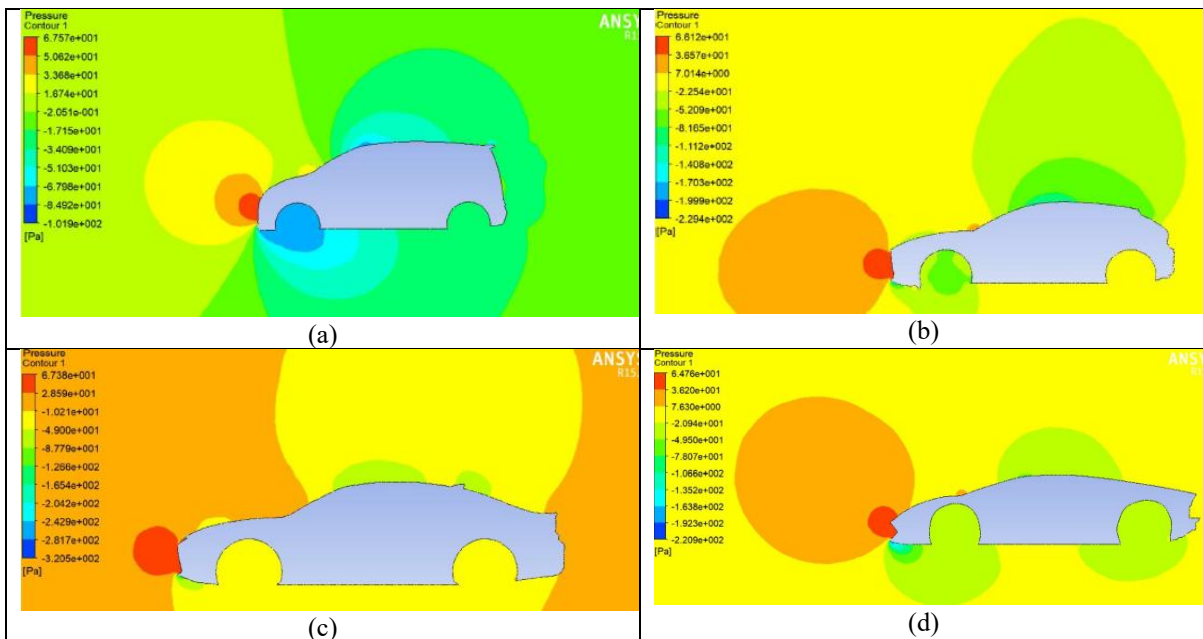 Pressure
Contour 1
6.757e+001
5.062e+001
3.368e+001
1.674e+001
-2.051e-001
-1.715e+001
-3.409e+001
-5.103e+001
-6.798e+001
-8.492e+001
-1.019e+002
[Pa]
ANSY
R1
(a)
Pressure
Contour 1
6.612e+001
3.657e+001
7.014e+000
-2.254e+001
-5.209e+001
-8.165e+001
-1.112e+002
-1.408e+002
-1.703e+002
-1.999e+002
-2.294e+002
[Pa]
ANS
R1
(b)
Pressure
Contour 1
6.738e+001
2.859e+001
-1.021e+001
-4.900e+001
-8.779e+001
-1.266e+002
-1.654e+002
-2.042e+002
-2.429e+002
-2.817e+002
-3.205e+002
[Pa]
ANSYS
R15.
(c)
Pressure
Contour 1
6.476e+001
3.620e+001
7.630e+000
-2.094e+001
-4.950e+001
-7.807e+001
-1.066e+002
-1.352e+002
-1.638e+002
-1.923e+002
-2.209e+002
[Pa]
ANSY
R1
(d)